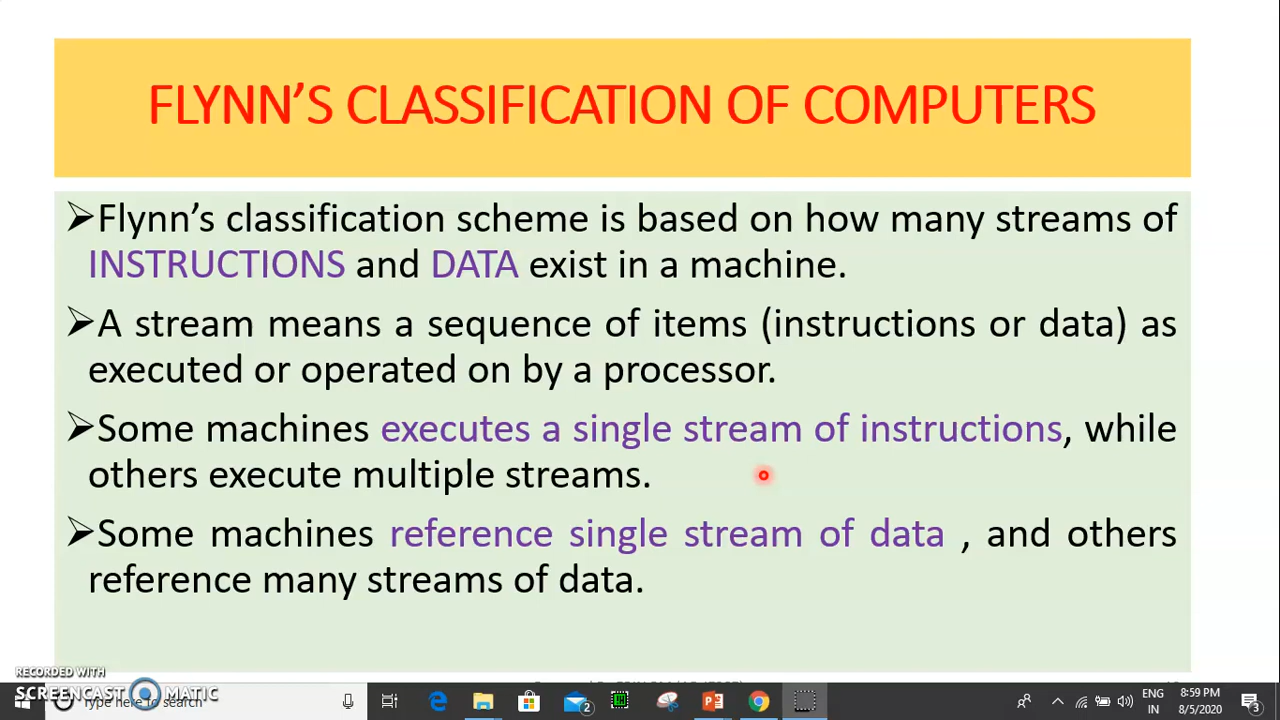 FLYNN’S CLASSIFICATION OF COMPUTERS
➢Flynn’s classification scheme is based on how many streams of
INSTRUCTIONS and DATA exist in a machine.
➢A stream means a sequence of items (instructions or data) as
executed or operated on by a processor.
➢Some machines executes a single stream of instructions, while
others execute multiple streams.
➢Some machines reference single stream of data , and others
reference many streams of data.
RECORDED WITH
SCREENCAST MATIC
Type here to search
2
ENG
IN
8:59 PM
8/5/2020
3